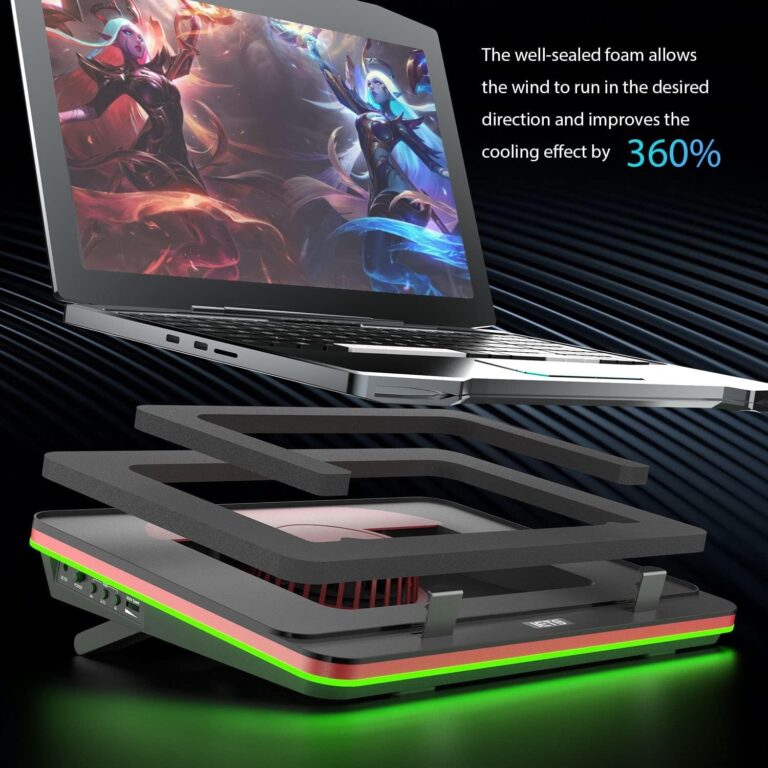 The well-sealed foam allows
the wind to run in the desired
direction and improves the
cooling effect by 360%